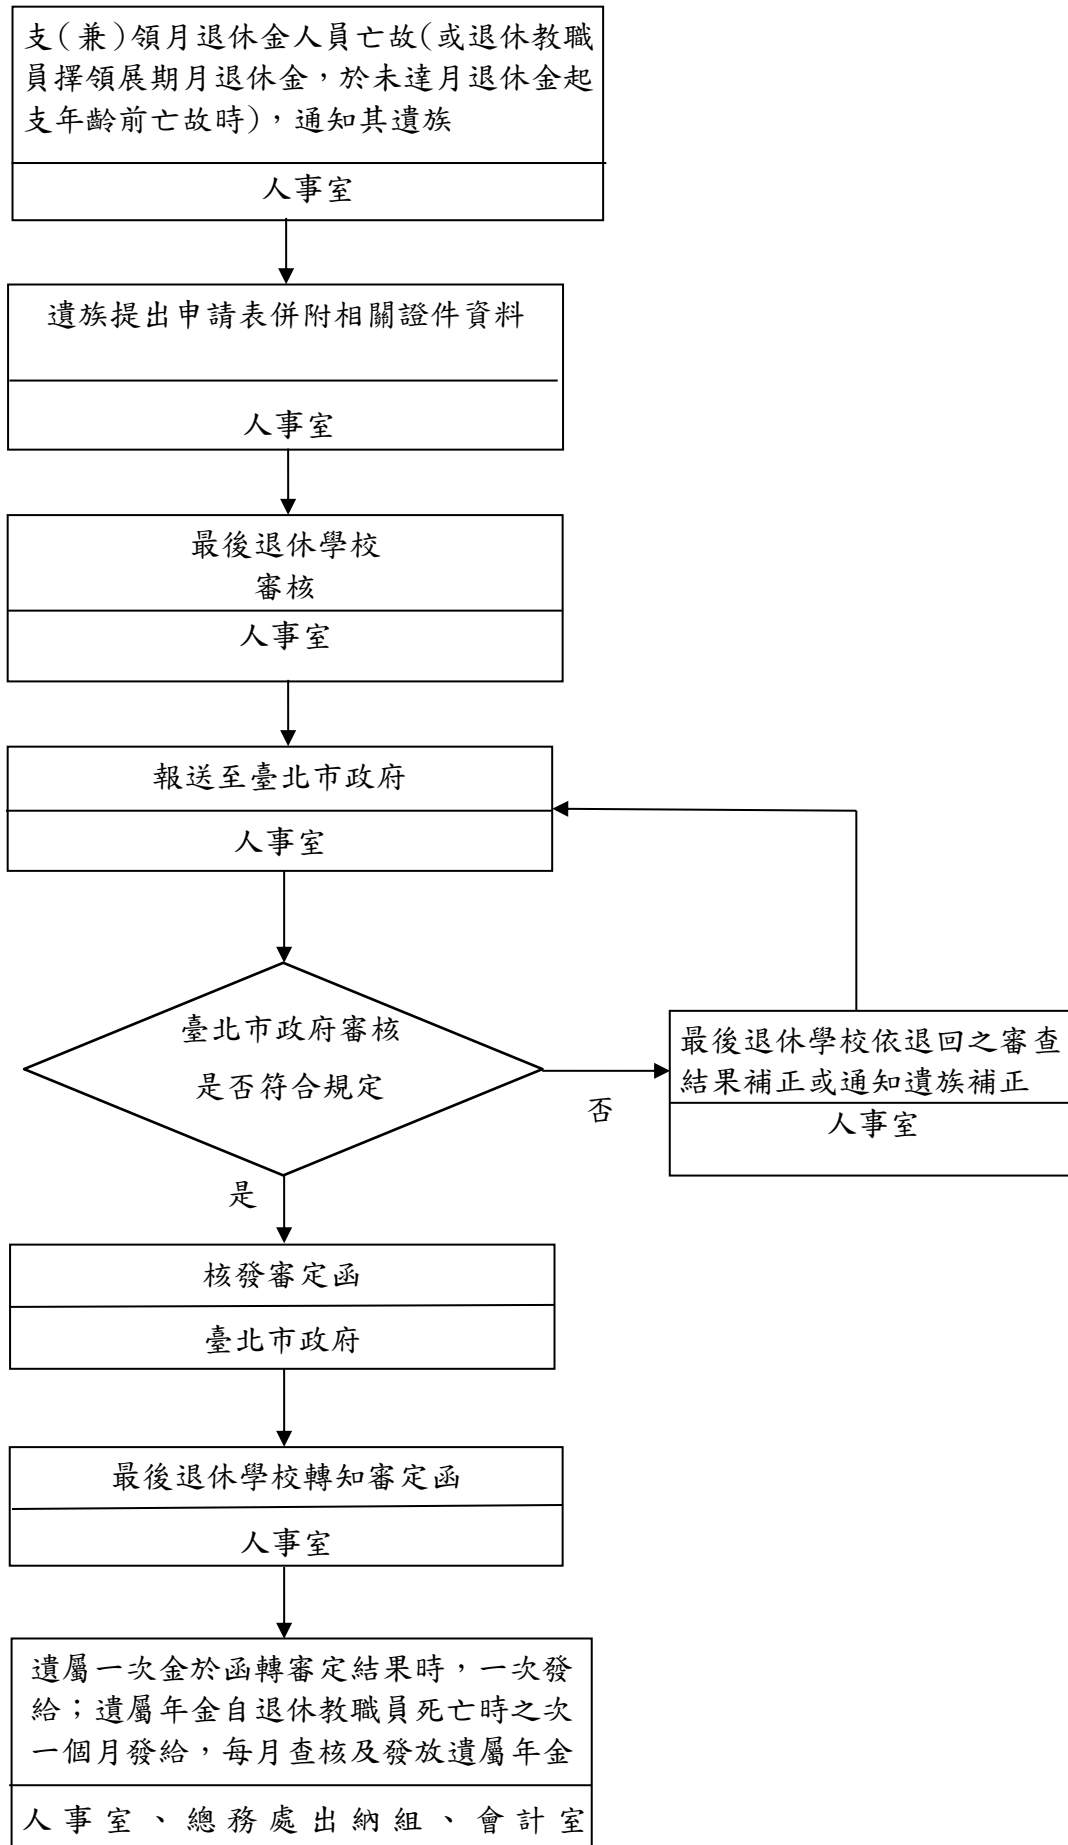 支(兼)領月退休金人員亡故(或退休教職
員擇領展期月退休金，於未達月退休金起
支年齡前亡故時)，通知其遺族
人事室
遺族提出申請表併附相關證件資料
人事室
最後退休學校
審核
人事室
報送至臺北市政府
人事室
臺北市政府審核
是否符合規定
否
最後退休學校依退回之審查
結果補正或通知遺族補正
人事室
是
核發審定函
臺北市政府
最後退休學校轉知審定函
人事室
遺屬一次金於函轉審定結果時，一次發
給；遺屬年金自退休教職員死亡時之次
一個月發給，每月查核及發放遺屬年金
人事室、總務處出納組、會計室